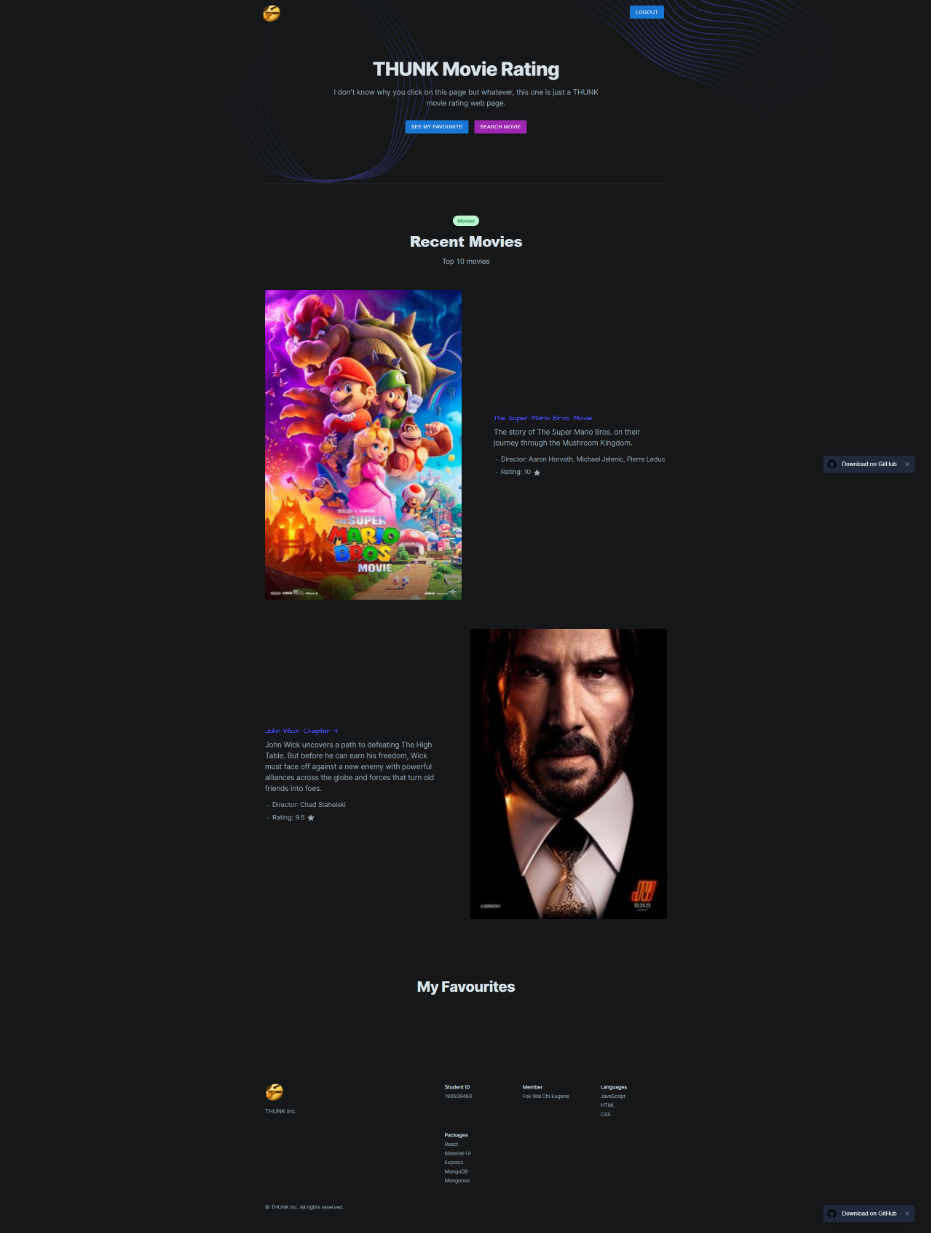 LOGOUT
THUNK Movie Rating
I don't know why you click on this page but whatever, this one is just a THUNK
movie rating web page.
SEE MY FAVOURITE
SEARCH MOVIE
Movies
Recent Movies
Top 10 movies
THE SUPER
MARIO
BROS
MOVIE
The Super Mario Bros. Movie
The story of The Super Mario Bros. on their
journey through the Mushroom Kingdom.
- Director: Aaron Horvath, Michael Jelenic, Pierre Leduc
- Rating: 10
Download on GitHub ×
John Wick: Chapter 4
John Wick uncovers a path to defeating The High
Table. But before he can earn his freedom, Wick
must face off against a new enemy with powerful
alliances across the globe and forces that turn old
friends into foes.
- Director: Chad Stahelski
- Rating: 9.5
JW
03.24.23
My Favourites
THUNK Inc.
Student ID
Member
Fok Wai Chi Eugene
Languages
JavaScript
HTML
CSS
Packages
React
Material-UI
Express
MongoDB
Mongoose
© THUNK Inc. All rights reserved.
Download on GitHub ×